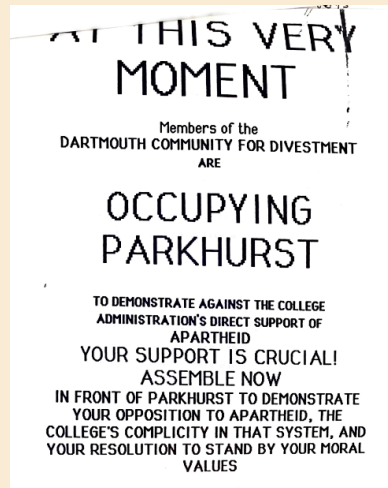 AT THIS VERY
MOMENT
Members of the
DARTMOUTH COMMUNITY FOR DIVESTMENT
ARE
OCCUPYING
PARKHURST
TO DEMONSTRATE AGAINST THE COLLEGE
ADMINISTRATION'S DIRECT SUPPORT OF
APARTHEID
YOUR SUPPORT IS CRUCIAL!
ASSEMBLE NOW
IN FRONT OF PARKHURST TO DEMONSTRATE
YOUR OPPOSITION TO APARTHEID, THE
COLLEGE'S COMPLICITY IN THAT SYSTEM, AND
YOUR RESOLUTION TO STAND BY YOUR MORAL
VALUES